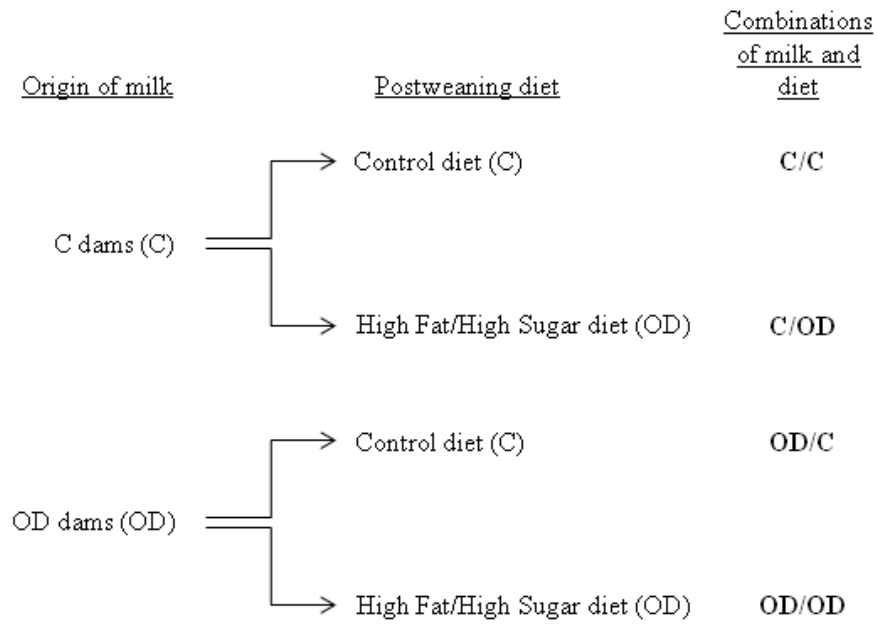 Combinations
of milk and
diet
Origin of milk Postweaning diet
Control diet (C) C/C
C dams (C)
High Fat/High Sugar diet (OD) C/OD
Control diet (C) OD/C
OD dams (OD)
High Fat/High Sugar diet (OD) OD/OD